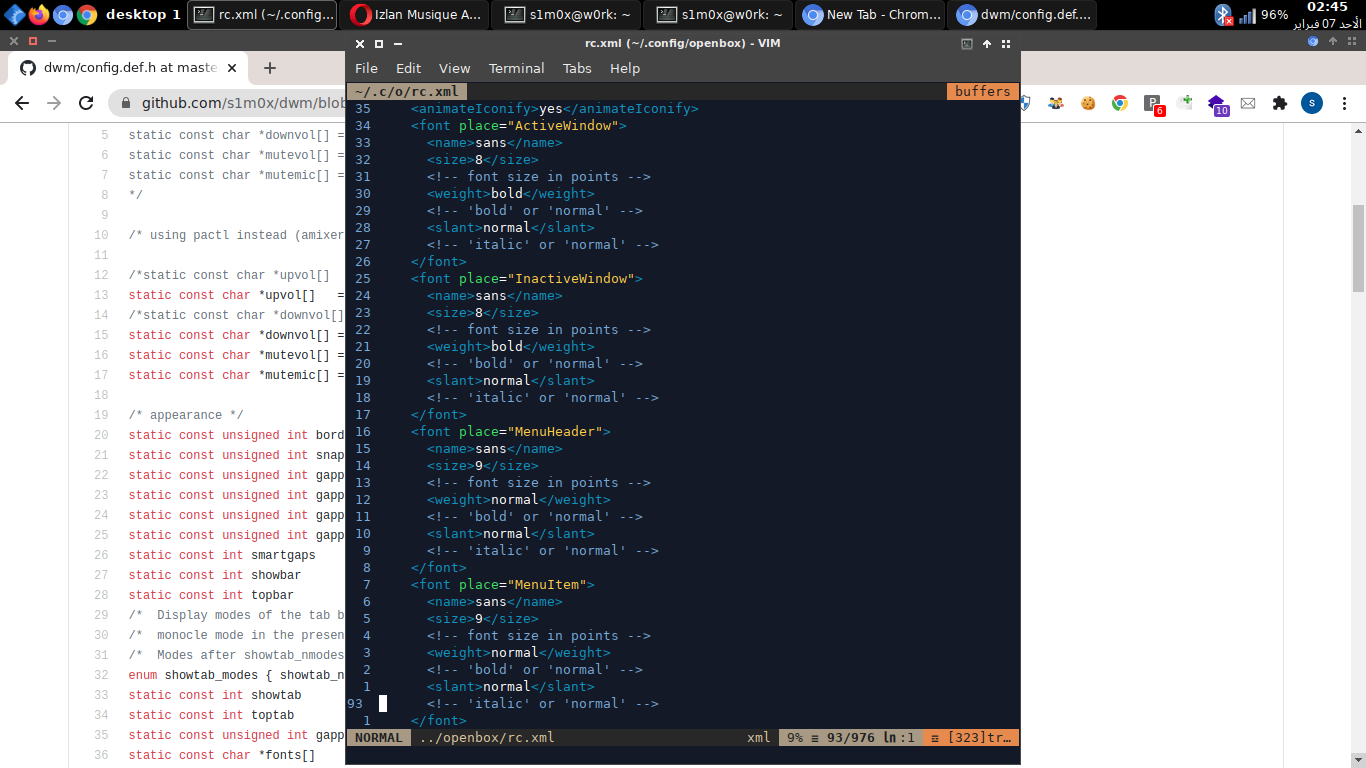 desktop 1
rc.xml (~/.config...
Izlan Musique A...
s1m0x@w0rk: ~
s1m0x@w0rk: ~
New Tab - Chrom...
dwm/config.def....
96%
02:45
الأحد 07 فبراير
dwm/config.def.h at maste
github.com/s1m0x/dwm/blob
P
6
10
S
5 static const char *downvol[] =
6 static const char *mutevol[] =
7 static const char *mutemic[] =
8 */
9
10 /* using pactl instead (amixer
11
12 /*static const char *upvol[]
13 static const char *upvol[]   =
14 /*static const char *downvol[]
15 static const char *downvol[] =
16 static const char *mutevol[] =
17 static const char *mutemic[] =
18
19 /* appearance */
20 static const unsigned int bord
21 static const unsigned int snap
22 static const unsigned int gapp
23 static const unsigned int gapp
24 static const unsigned int gapp
25 static const unsigned int gapp
26 static const int smartgaps
27 static const int showbar
28 static const int topbar
29 /*  Display modes of the tab b
30 /*  monocle mode in the presen
31 /*  Modes after showtab_nmodes
32 enum showtab_modes { showtab_n
33 static const int showtab
34 static const int toptab
35 static const unsigned int gapp
36 static const char *fonts[]
rc.xml (~/.config/openbox) - VIM
File Edit View Terminal Tabs Help
~/.c/o/rc.xml buffers
35 <animateIconify>yes</animateIconify>
34 <font place="ActiveWindow">
33 <name>sans</name>
32 <size>8</size>
31 <!-- font size in points -->
30 <weight>bold</weight>
29 <!-- 'bold' or 'normal' -->
28 <slant>normal</slant>
27 <!-- 'italic' or 'normal' -->
26 </font>
25 <font place="InactiveWindow">
24 <name>sans</name>
23 <size>8</size>
22 <!-- font size in points -->
21 <weight>bold</weight>
20 <!-- 'bold' or 'normal' -->
19 <slant>normal</slant>
18 <!-- 'italic' or 'normal' -->
17 </font>
16 <font place="MenuHeader">
15 <name>sans</name>
14 <size>9</size>
13 <!-- font size in points -->
12 <weight>normal</weight>
11 <!-- 'bold' or 'normal' -->
10 <slant>normal</slant>
9 <!-- 'italic' or 'normal' -->
8 </font>
7 <font place="MenuItem">
6 <name>sans</name>
5 <size>9</size>
4 <!-- font size in points -->
3 <weight>normal</weight>
2 <!-- 'bold' or 'normal' -->
1 <slant>normal</slant>
93 <!-- 'italic' or 'normal' -->
1 </font>
NORMAL ../openbox/rc.xml xml 9% ≡ 93/976 ln :1 ☲ [323]tr…